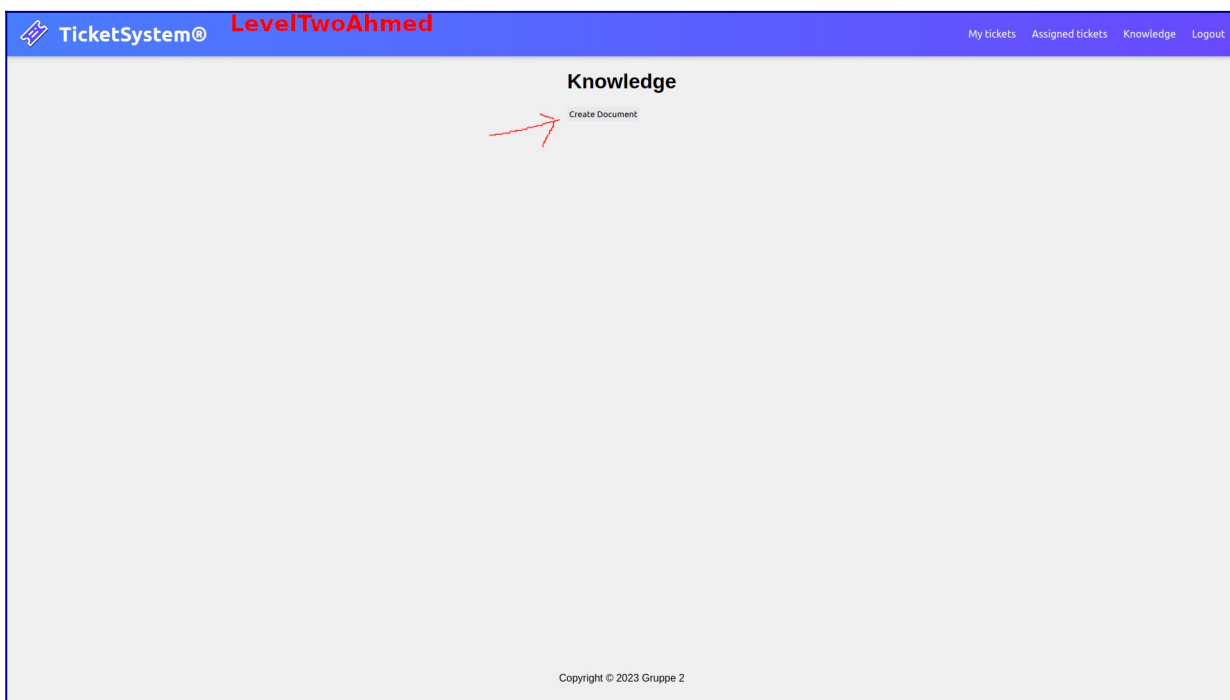 TicketSystem® LevelTwoAhmed My tickets Assigned tickets Knowledge Logout
Knowledge
Create Document
Copyright © 2023 Gruppe 2